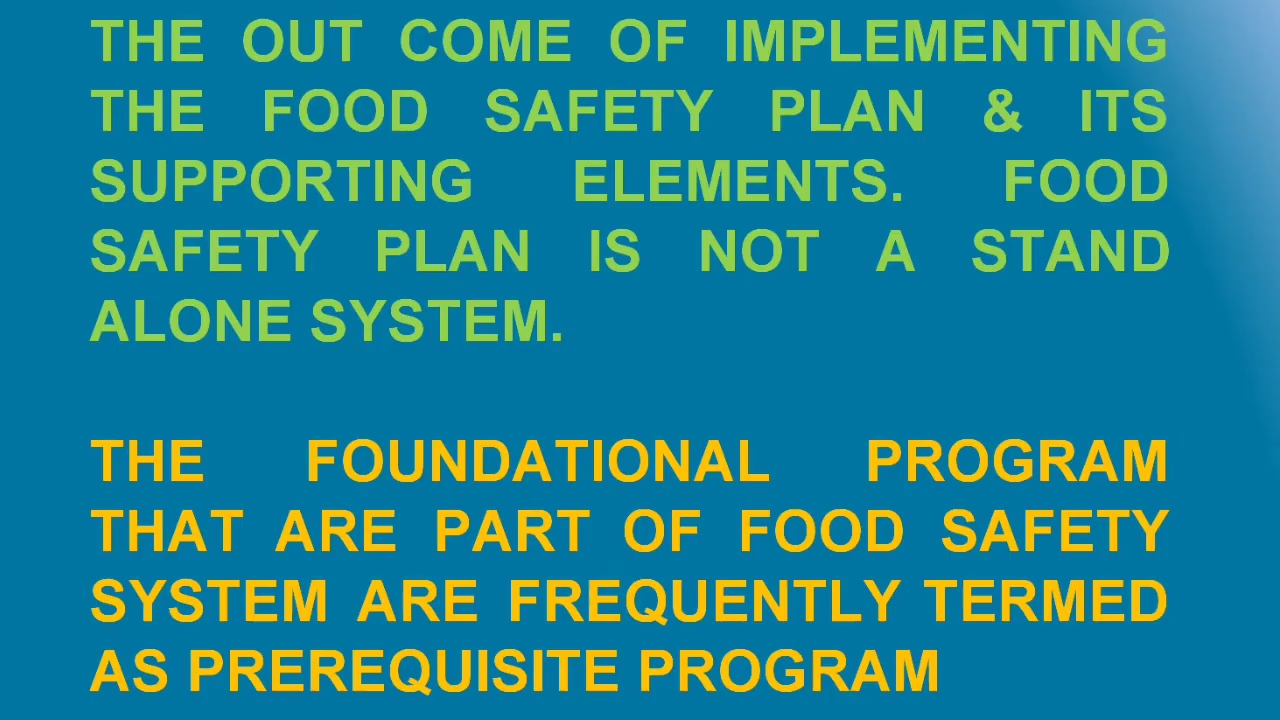 THE OUT COME OF IMPLEMENTING
THE FOOD SAFETY PLAN & ITS
SUPPORTING ELEMENTS. FOOD
SAFETY PLAN IS NOT A STAND
ALONE SYSTEM.
THE FOUNDATIONAL PROGRAM
THAT ARE PART OF FOOD SAFETY
SYSTEM ARE FREQUENTLY TERMED
AS PREREQUISITE PROGRAM